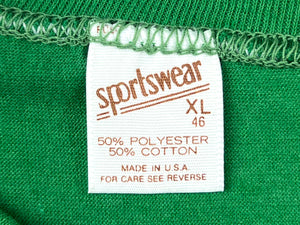 sportswear
XL
46
50% POLYESTER
50% COTTON
MADE IN U.S.A.
FOR CARE SEE REVERSE